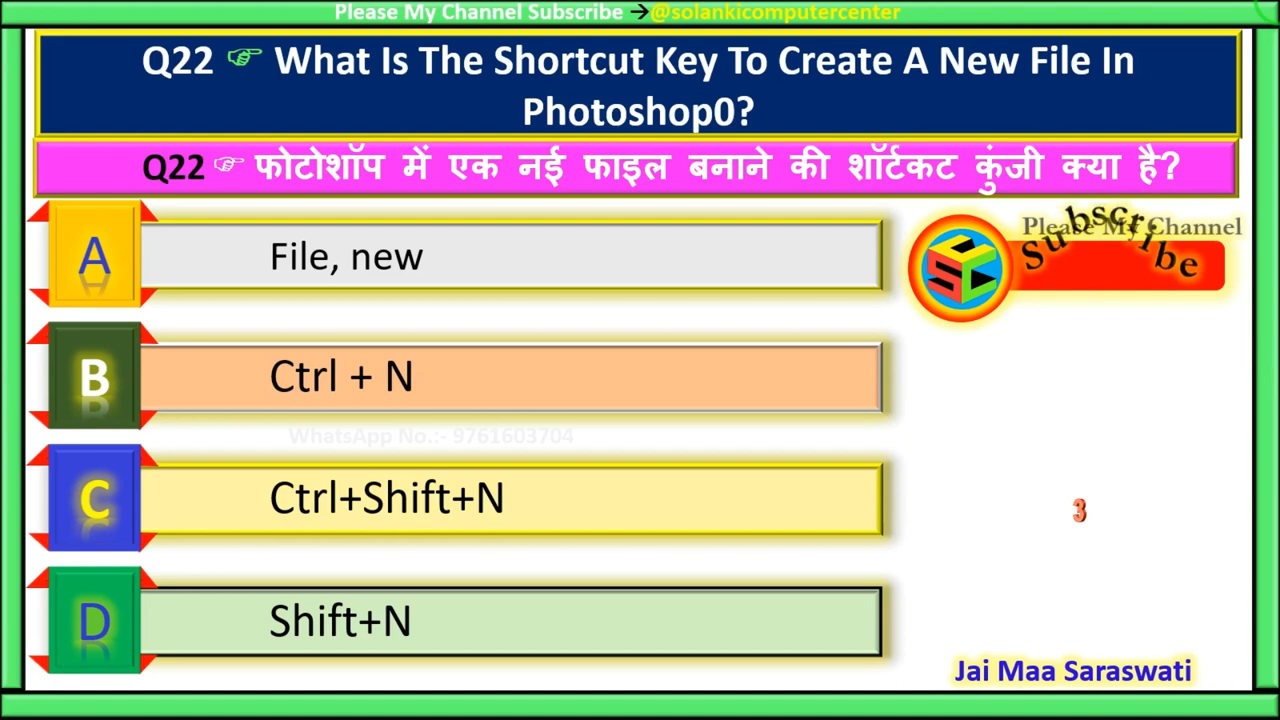 Please My Channel Subscribe →@solankicomputercenter
Q22 ☞ What Is The Shortcut Key To Create A New File In
Photoshop0?
Q22 ☞ फोटोशॉप में एक नई फाइल बनाने की शॉर्टकट कुंजी क्या है?
A File, new
Please My Channel
Subscribe
SCC
B Ctrl + N
WhatsApp No.:- 9761603704
C Ctrl+Shift+N
3
D Shift+N
Jai Maa Saraswati